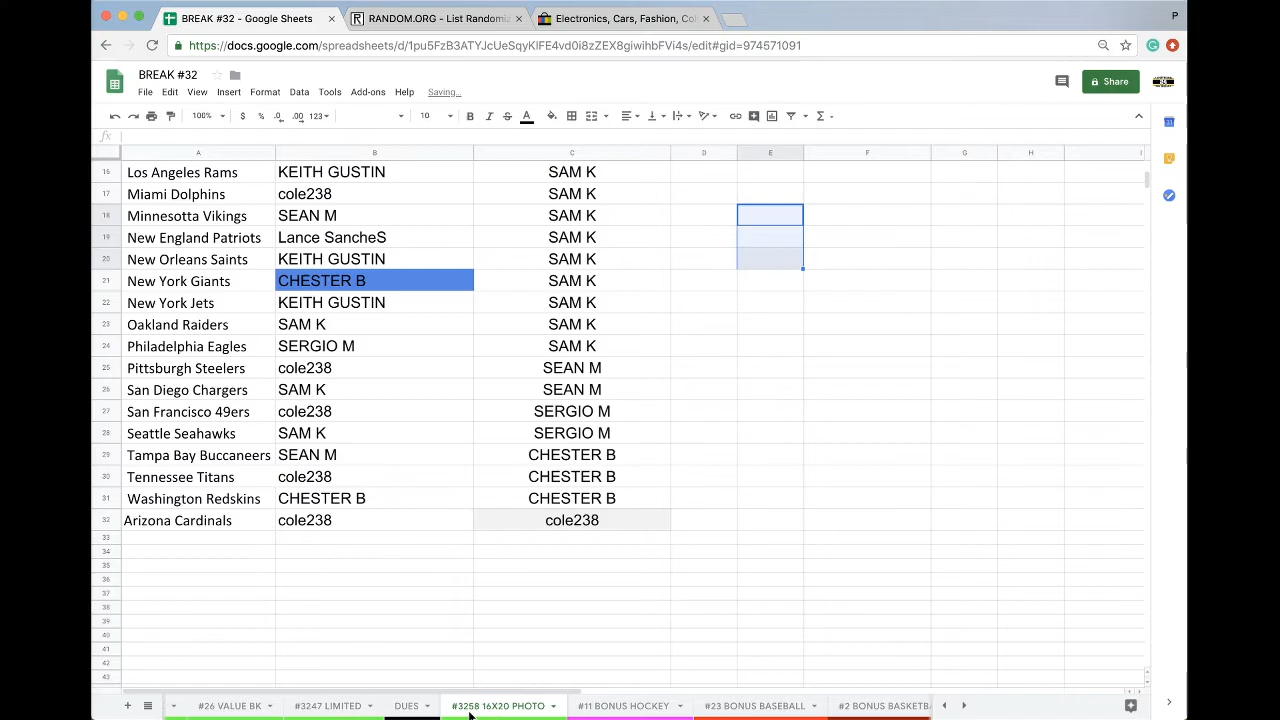 BREAK #32 - Google Sheets × RANDOM.ORG - List Randomiz × Electronics, Cars, Fashion, Col × P
https://docs.google.com/spreadsheets/d/1pu5FzB3ATYJcUeSqyKIFE4vd0i8zZEX8giwihbFVi4s/edit#gid=974571091
BREAK #32
File Edit View Insert Format Data Tools Add-ons Help Saving... Share
100% $ % .0 .00 123 10 B I S A
fx
A B C D E F G H I
16 Los Angeles Rams KEITH GUSTIN SAM K
17 Miami Dolphins cole238 SAM K
18 Minnesotta Vikings SEAN M SAM K
19 New England Patriots Lance SancheS SAM K
20 New Orleans Saints KEITH GUSTIN SAM K
21 New York Giants CHESTER B SAM K
22 New York Jets KEITH GUSTIN SAM K
23 Oakland Raiders SAM K SAM K
24 Philadelphia Eagles SERGIO M SAM K
25 Pittsburgh Steelers cole238 SEAN M
26 San Diego Chargers SAM K SEAN M
27 San Francisco 49ers cole238 SERGIO M
28 Seattle Seahawks SAM K SERGIO M
29 Tampa Bay Buccaneers SEAN M CHESTER B
30 Tennessee Titans cole238 CHESTER B
31 Washington Redskins CHESTER B CHESTER B
32 Arizona Cardinals cole238 cole238
33
34
35
36
37
38
39
40
41
42
43
#26 VALUE BK #3247 LIMITED DUES #3258 16X20 PHOTO #11 BONUS HOCKEY #23 BONUS BASEBALL #2 BONUS BASKETB